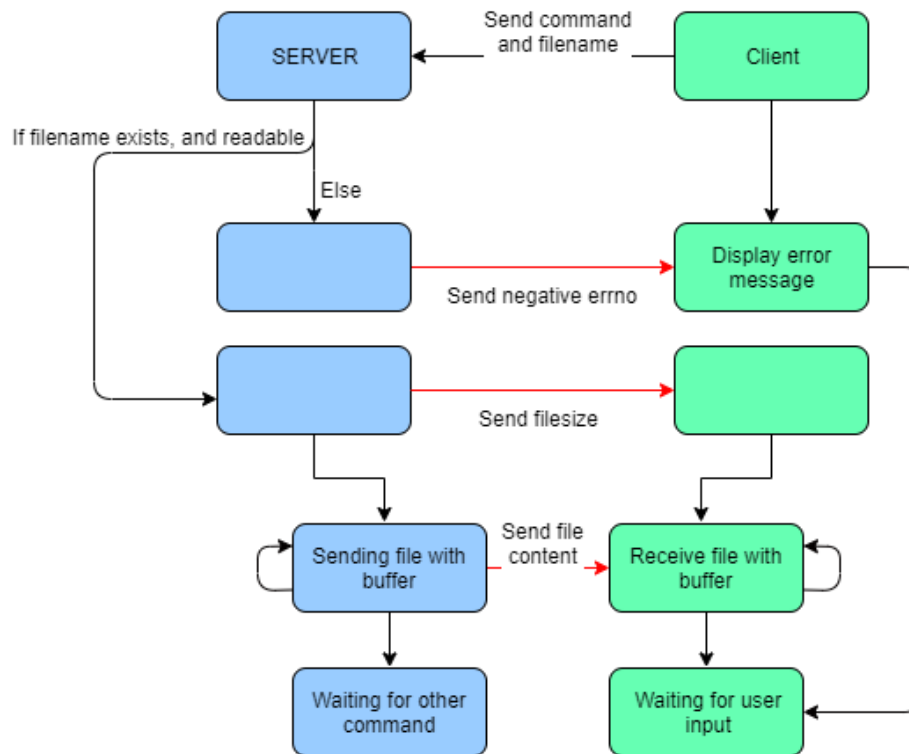 Send command
and filename
SERVER
Client
If filename exists, and readable
Else
Display error
message
Send negative errno
Send filesize
Send file
content
Sending file with
buffer
Receive file with
buffer
Waiting for other
command
Waiting for user
input